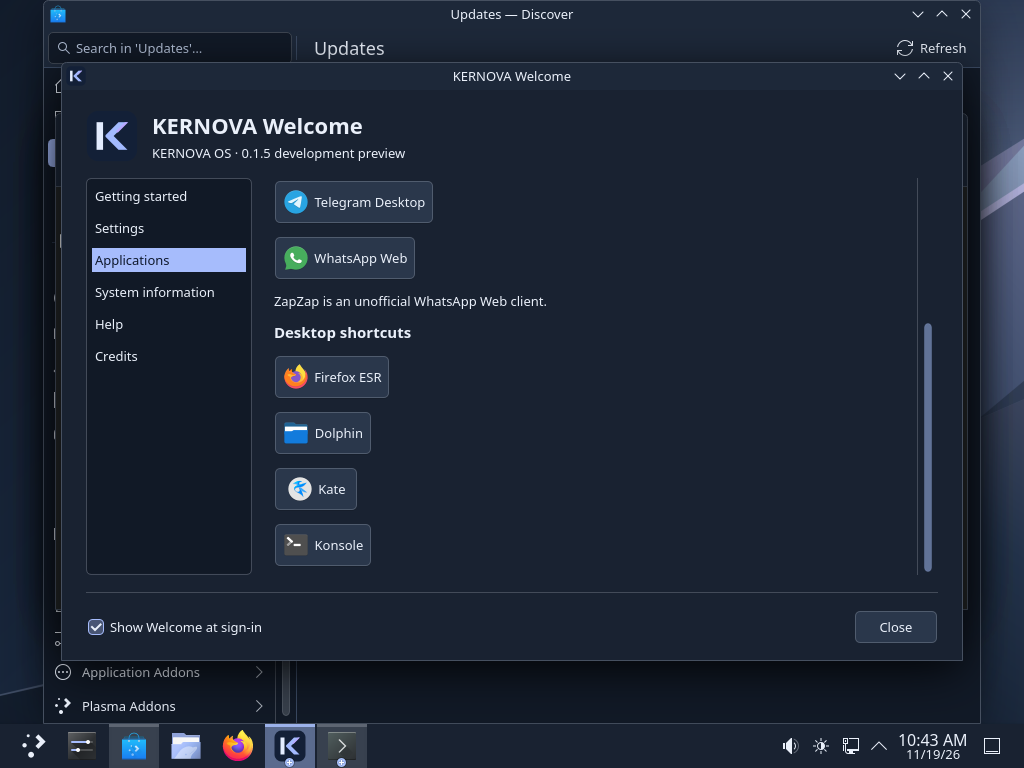 Updates — Discover
Search in 'Updates'...
Updates
Refresh
KERNOVA Welcome
KERNOVA Welcome
KERNOVA OS · 0.1.5 development preview
Getting started
Settings
Applications
System information
Help
Credits
Telegram Desktop
WhatsApp Web
ZapZap is an unofficial WhatsApp Web client.
Desktop shortcuts
Firefox ESR
Dolphin
Kate
Konsole
Show Welcome at sign-in
Close
Application Addons
Plasma Addons
10:43 AM
11/19/26